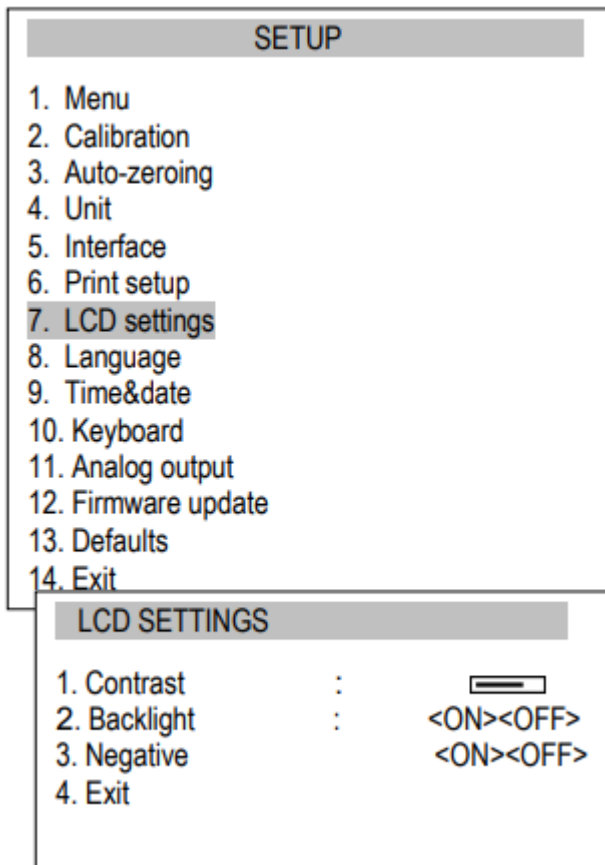 SETUP
1. Menu
2. Calibration
3. Auto-zeroing
4. Unit
5. Interface
6. Print setup
7. LCD settings
8. Language
9. Time&date
10. Keyboard
11. Analog output
12. Firmware update
13. Defaults
14. Exit
LCD SETTINGS
1. Contrast :
2. Backlight : <ON><OFF>
3. Negative <ON><OFF>
4. Exit